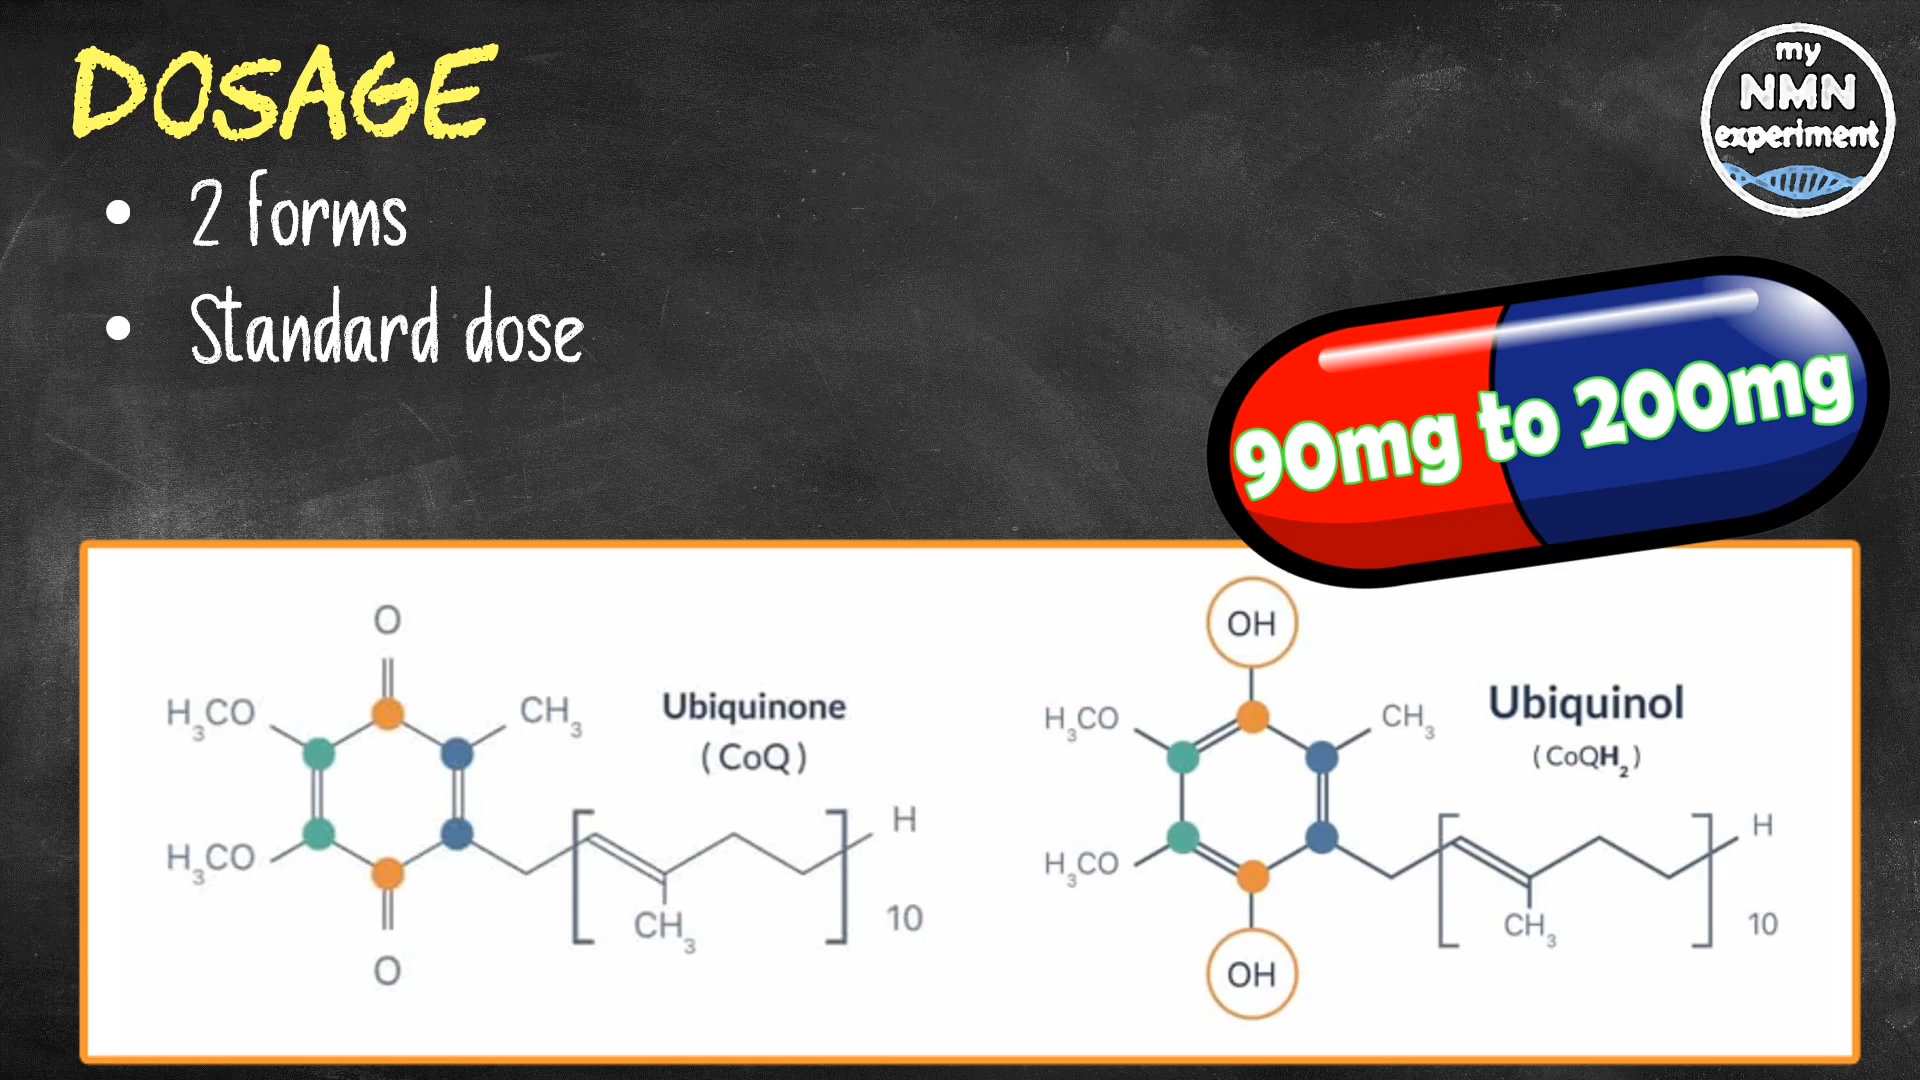 DOSAGE
• 2 forms
• Standard dose
my
NMN
experiment
90mg to 200mg
O
H₃CO
CH₃
Ubiquinone
(CoQ)
H₃CO
CH₃
H
10
O
OH
H₃CO
CH₃
Ubiquinol
(CoQH₂)
H₃CO
CH₃
H
10
OH